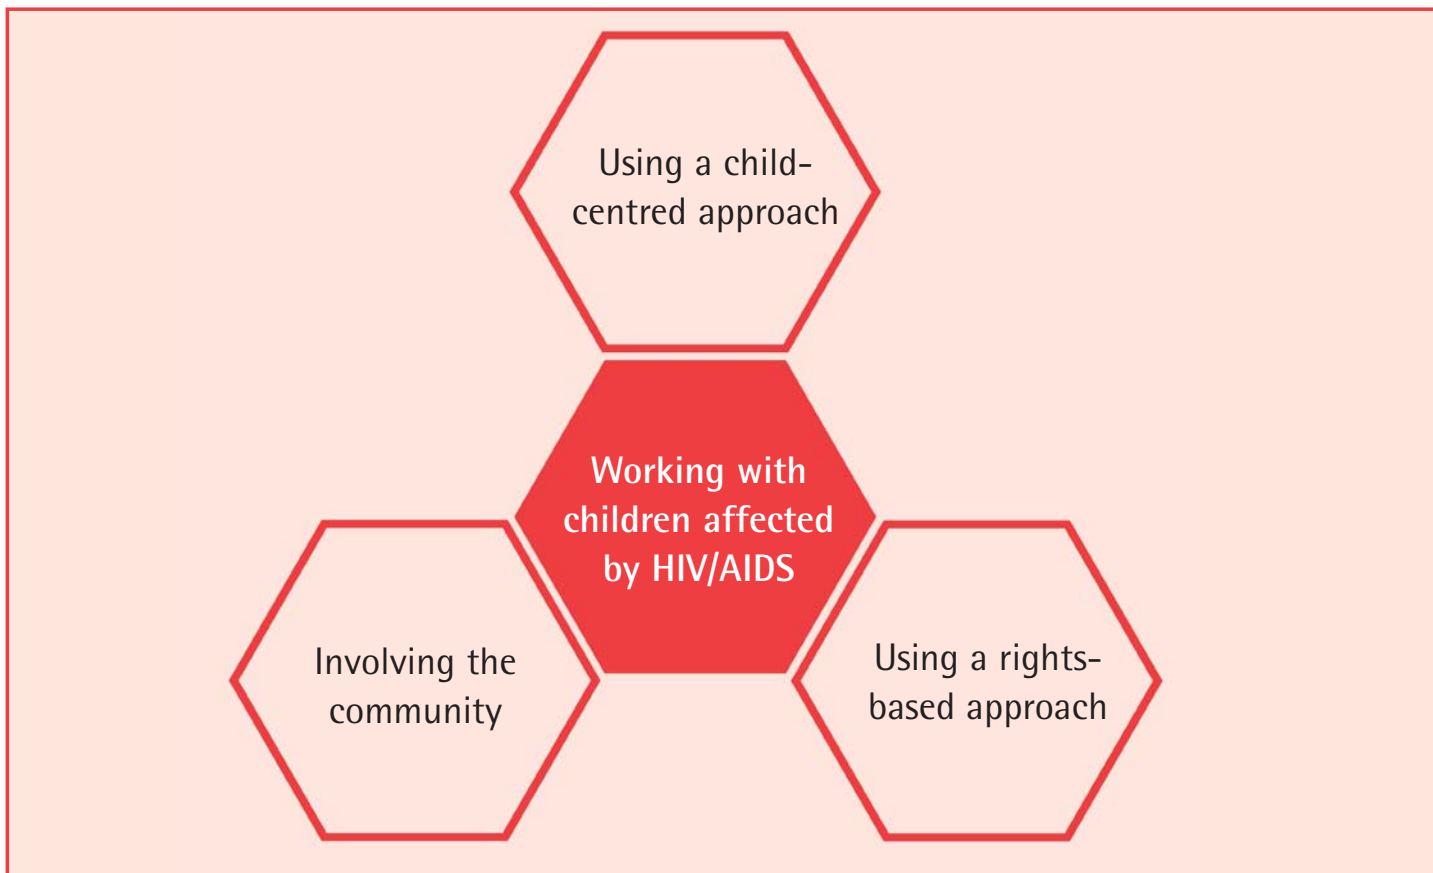 Using a child-
centred approach
Working with
children affected
by HIV/AIDS
Involving the
community
Using a rights-
based approach